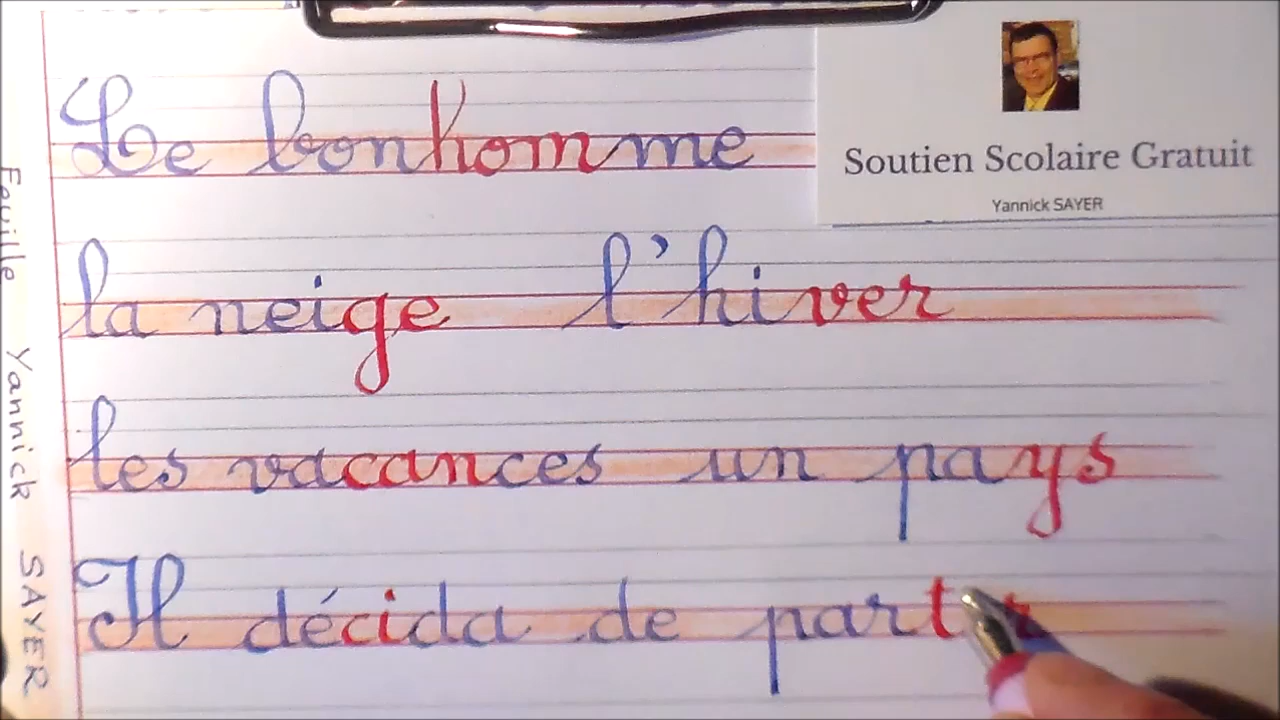 Le bonhomme
Soutien Scolaire Gratuit
Yannick SAYER
la neige l'hiver
les vacances un pays
Il décida de partir
Feuille Yannick SAYER